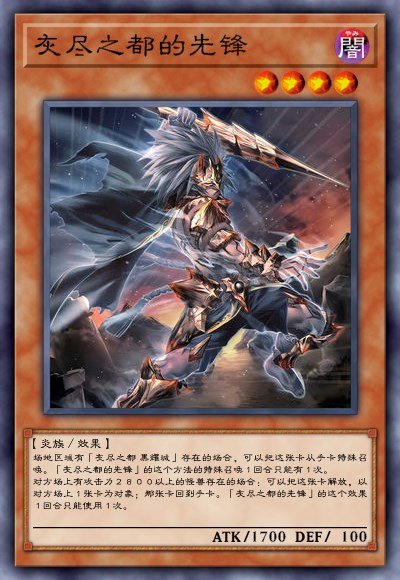 灰尽之都的先锋
やみ
闇
【炎族／效果】
场地区域有「灰尽之都 黑耀城」存在的场合，可以把这张卡从手卡特殊召
唤。「灰尽之都的先锋」的这个方法的特殊召唤１回合只能有１次。
对方场上有攻击力２８００以上的怪兽存在的场合，可以把这张卡解放，以
对方场上１张卡为对象；那张卡回到手卡。「灰尽之都的先锋」的这个效果
１回合只能使用１次。
ATK/1700 DEF/ 100